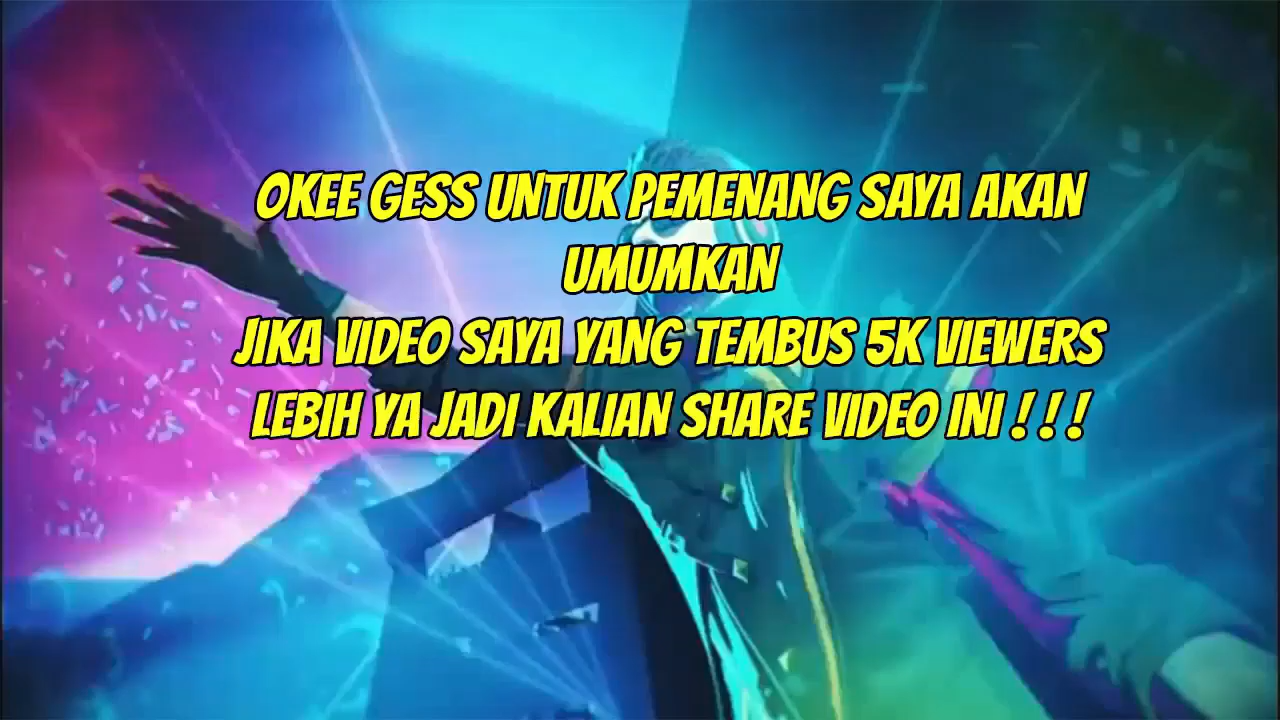 OKEE GESS UNTUK PEMENANG SAYA AKAN
UMUMKAN
JIKA VIDEO SAYA YANG TEMBUS 5K VIEWERS
LEBIH YA JADI KALIAN SHARE VIDEO INI ! ! !